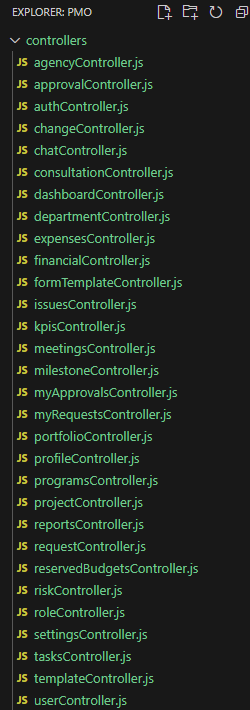 EXPLORER: PMO
controllers
JS agencyController.js
JS approvalController.js
JS authController.js
JS changeController.js
JS chatController.js
JS consultationController.js
JS dashboardController.js
JS departmentController.js
JS expensesController.js
JS financialController.js
JS formTemplateController.js
JS issuesController.js
JS kpisController.js
JS meetingsController.js
JS milestoneController.js
JS myApprovalsController.js
JS myRequestsController.js
JS portfolioController.js
JS profileController.js
JS programsController.js
JS projectController.js
JS reportsController.js
JS requestController.js
JS reservedBudgetsController.js
JS riskController.js
JS roleController.js
JS settingsController.js
JS tasksController.js
JS templateController.js
JS userController.js